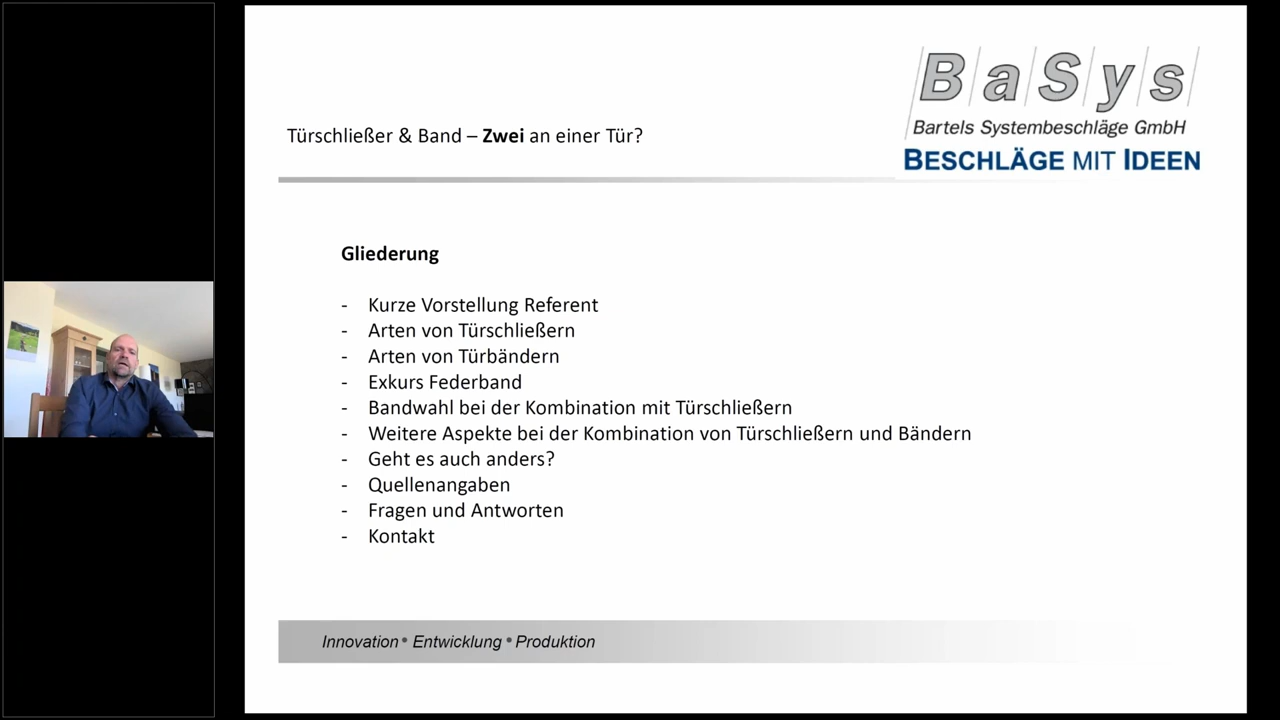 BaSys
Bartels Systembeschläge GmbH
BESCHLÄGE MIT IDEEN
Türschließer & Band – Zwei an einer Tür?
Gliederung
- Kurze Vorstellung Referent
- Arten von Türschließern
- Arten von Türbändern
- Exkurs Federband
- Bandwahl bei der Kombination mit Türschließern
- Weitere Aspekte bei der Kombination von Türschließern und Bändern
- Geht es auch anders?
- Quellenangaben
- Fragen und Antworten
- Kontakt
Innovation • Entwicklung • Produktion